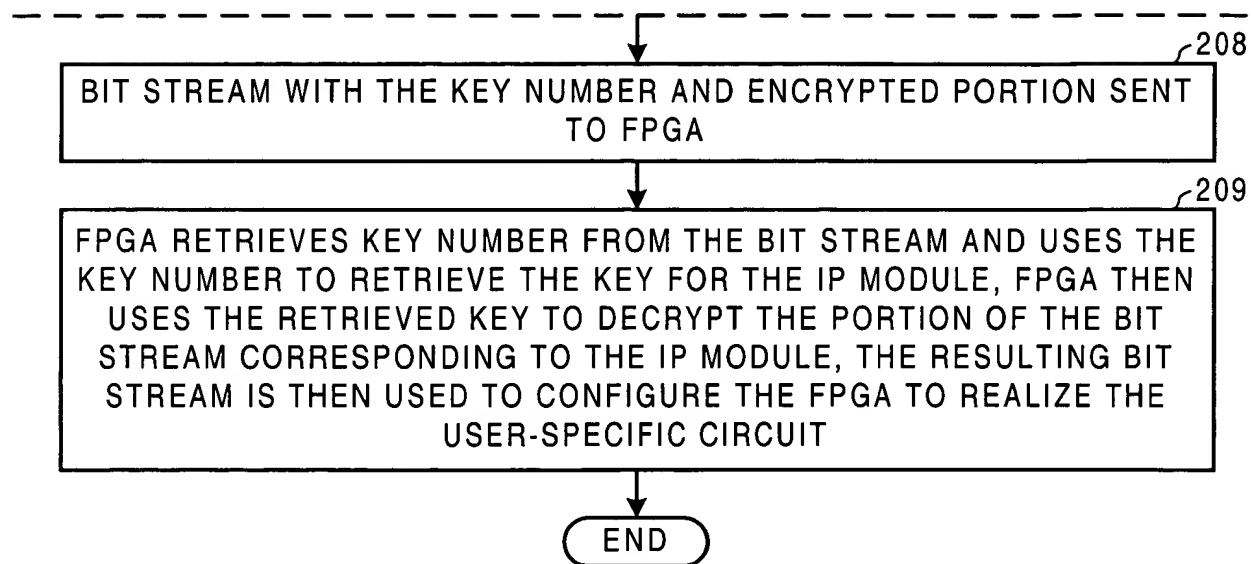 208
BIT STREAM WITH THE KEY NUMBER AND ENCRYPTED PORTION SENT
TO FPGA
209
FPGA RETRIEVES KEY NUMBER FROM THE BIT STREAM AND USES THE
KEY NUMBER TO RETRIEVE THE KEY FOR THE IP MODULE, FPGA THEN
USES THE RETRIEVED KEY TO DECRYPT THE PORTION OF THE BIT
STREAM CORRESPONDING TO THE IP MODULE, THE RESULTING BIT
STREAM IS THEN USED TO CONFIGURE THE FPGA TO REALIZE THE
USER-SPECIFIC CIRCUIT
END